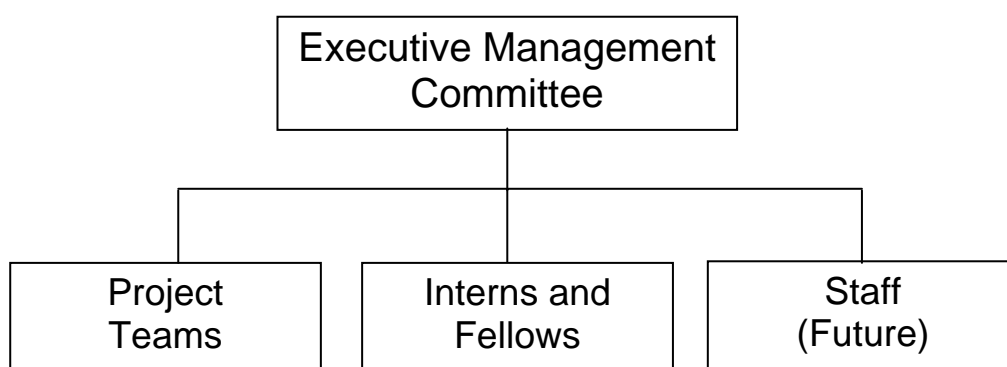 Executive Management
Committee
Project
Teams
Interns and
Fellows
Staff
(Future)